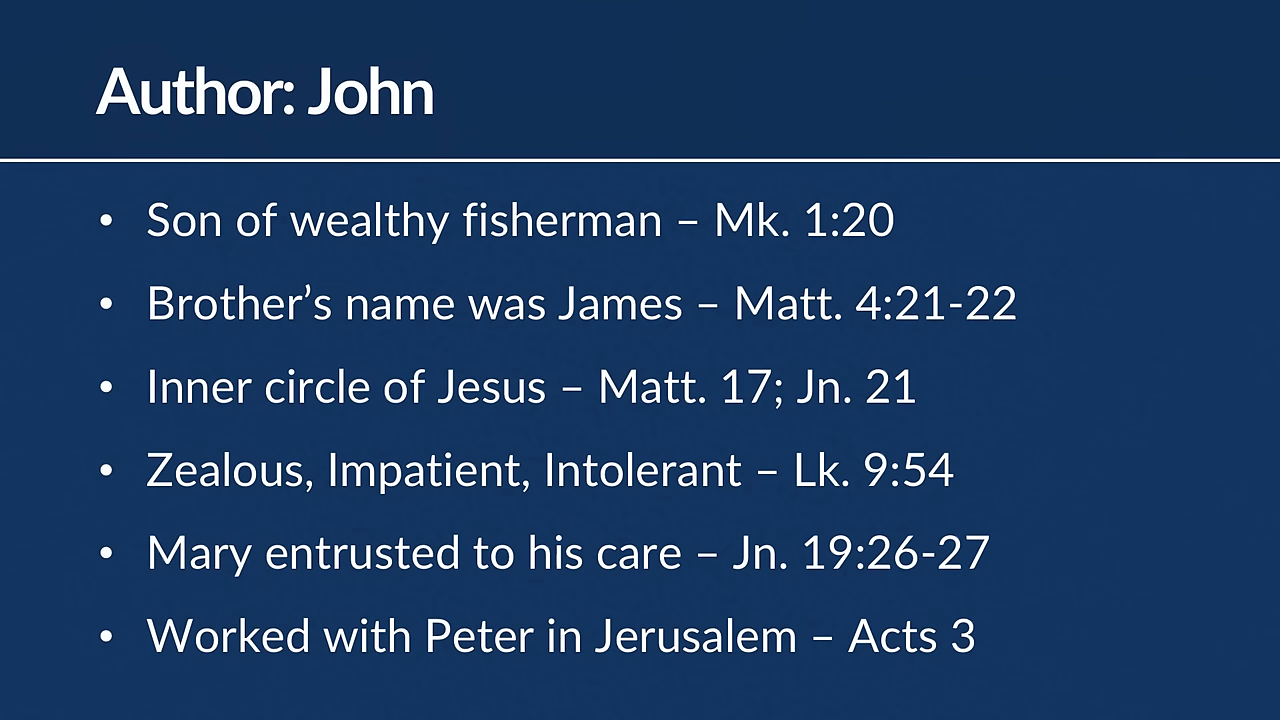 Author: John
• Son of wealthy fisherman – Mk. 1:20
• Brother’s name was James – Matt. 4:21-22
• Inner circle of Jesus – Matt. 17; Jn. 21
• Zealous, Impatient, Intolerant – Lk. 9:54
• Mary entrusted to his care – Jn. 19:26-27
• Worked with Peter in Jerusalem – Acts 3